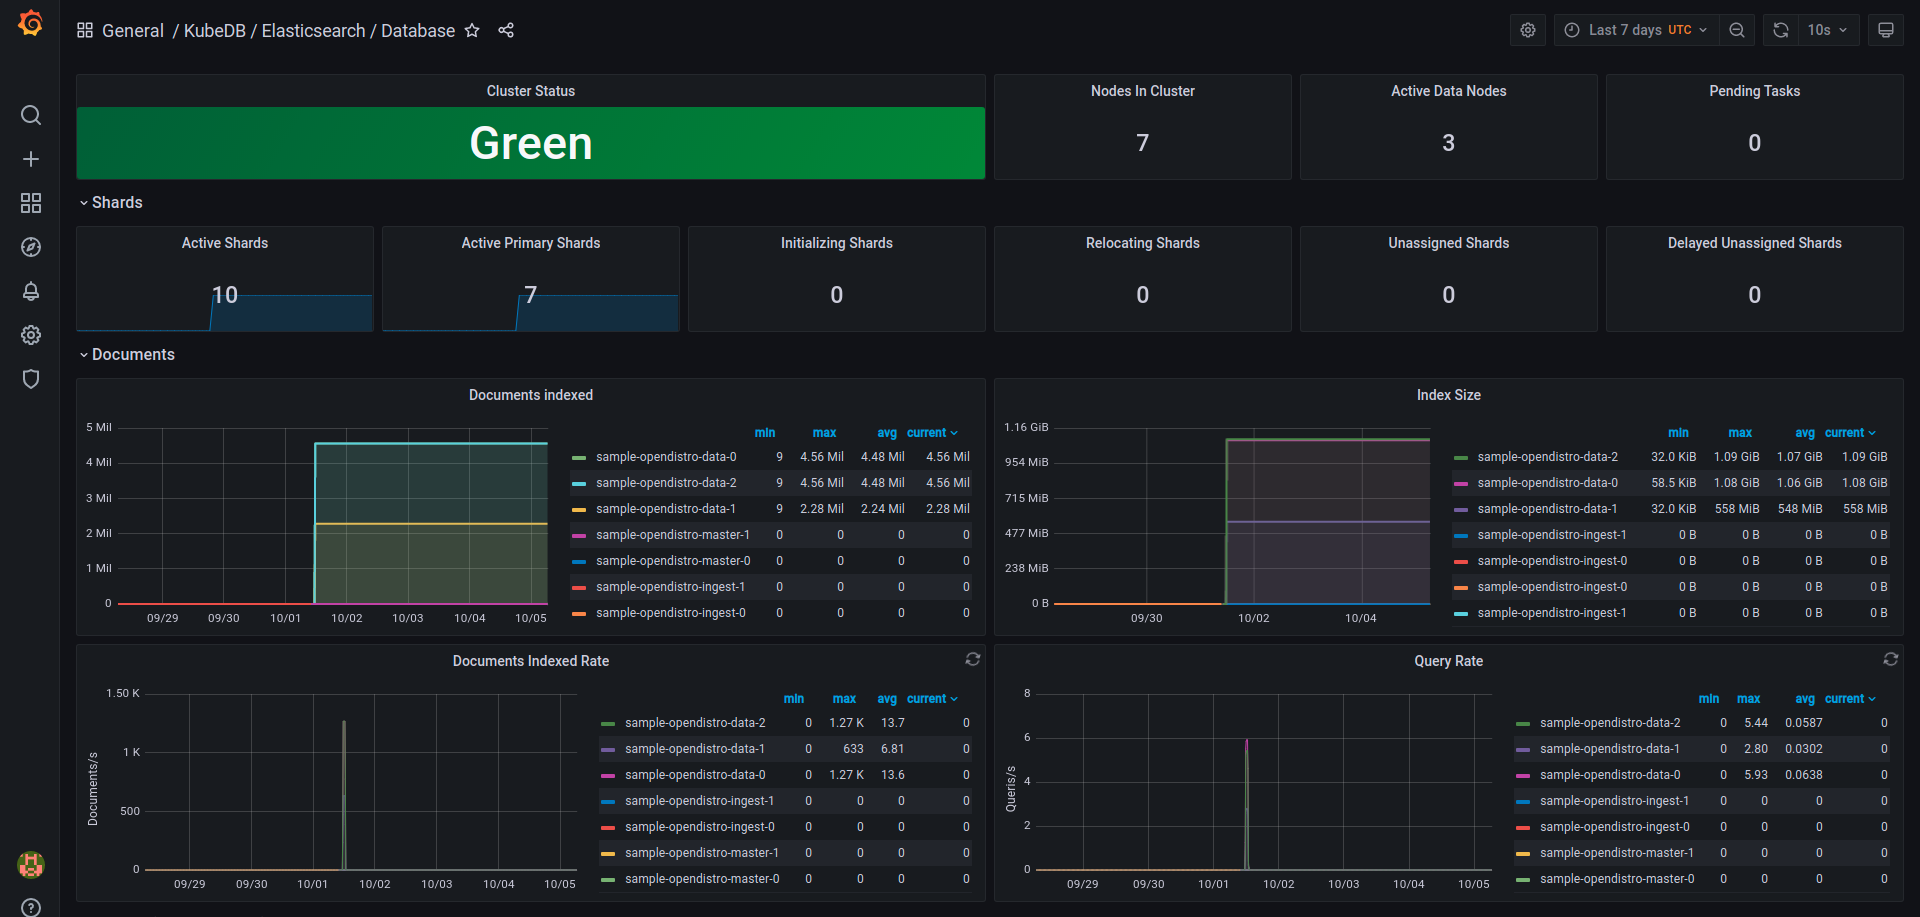 General / KubeDB / Elasticsearch / Database
Last 7 days UTC
10s
Cluster Status
Green
Nodes In Cluster
7
Active Data Nodes
3
Pending Tasks
0
Shards
Active Shards
10
Active Primary Shards
7
Initializing Shards
0
Relocating Shards
0
Unassigned Shards
0
Delayed Unassigned Shards
0
Documents
Documents indexed
5 Mil
4 Mil
3 Mil
2 Mil
1 Mil
0
09/29 09/30 10/01 10/02 10/03 10/04 10/05
min max avg current
sample-opendistro-data-0 9 4.56 Mil 4.48 Mil 4.56 Mil
sample-opendistro-data-2 9 4.56 Mil 4.48 Mil 4.56 Mil
sample-opendistro-data-1 9 2.28 Mil 2.24 Mil 2.28 Mil
sample-opendistro-master-1 0 0 0 0
sample-opendistro-master-0 0 0 0 0
sample-opendistro-ingest-1 0 0 0 0
sample-opendistro-ingest-0 0 0 0 0
Index Size
1.16 GiB
954 MiB
715 MiB
477 MiB
238 MiB
0 B
09/30 10/02 10/04
min max avg current
sample-opendistro-data-2 32.0 KiB 1.09 GiB 1.07 GiB 1.09 GiB
sample-opendistro-data-0 58.5 KiB 1.08 GiB 1.06 GiB 1.08 GiB
sample-opendistro-data-1 32.0 KiB 558 MiB 548 MiB 558 MiB
sample-opendistro-ingest-1 0 B 0 B 0 B 0 B
sample-opendistro-ingest-0 0 B 0 B 0 B 0 B
sample-opendistro-ingest-0 0 B 0 B 0 B 0 B
sample-opendistro-ingest-1 0 B 0 B 0 B 0 B
Documents Indexed Rate
Documents/s
1.50 K
1 K
500
0
09/29 09/30 10/01 10/02 10/03 10/04 10/05
min max avg current
sample-opendistro-data-2 0 1.27 K 13.7 0
sample-opendistro-data-1 0 633 6.81 0
sample-opendistro-data-0 0 1.27 K 13.6 0
sample-opendistro-ingest-1 0 0 0 0
sample-opendistro-ingest-0 0 0 0 0
sample-opendistro-master-1 0 0 0 0
sample-opendistro-master-0 0 0 0 0
Query Rate
Queris/s
8
6
4
2
0
09/29 09/30 10/01 10/02 10/03 10/04 10/05
min max avg current
sample-opendistro-data-2 0 5.44 0.0587 0
sample-opendistro-data-1 0 2.80 0.0302 0
sample-opendistro-data-0 0 5.93 0.0638 0
sample-opendistro-ingest-1 0 0 0 0
sample-opendistro-ingest-0 0 0 0 0
sample-opendistro-master-1 0 0 0 0
sample-opendistro-master-0 0 0 0 0